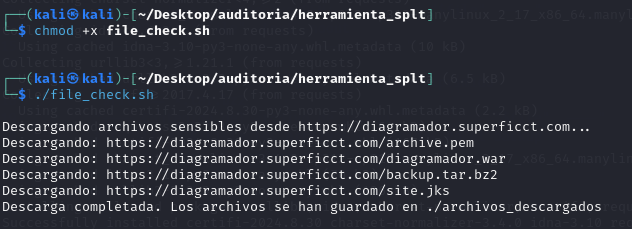 ┌──(kali㉿kali)-[~/Desktop/auditoria/herramienta_splt]
└─$ chmod +x file_check.sh
┌──(kali㉿kali)-[~/Desktop/auditoria/herramienta_splt]
└─$ ./file_check.sh
Descargando archivos sensibles desde https://diagramador.superficct.com...
Descargando: https://diagramador.superficct.com/archive.pem
Descargando: https://diagramador.superficct.com/diagramador.war
Descargando: https://diagramador.superficct.com/backup.tar.bz2
Descargando: https://diagramador.superficct.com/site.jks
Descarga completada. Los archivos se han guardado en ./archivos_descargados